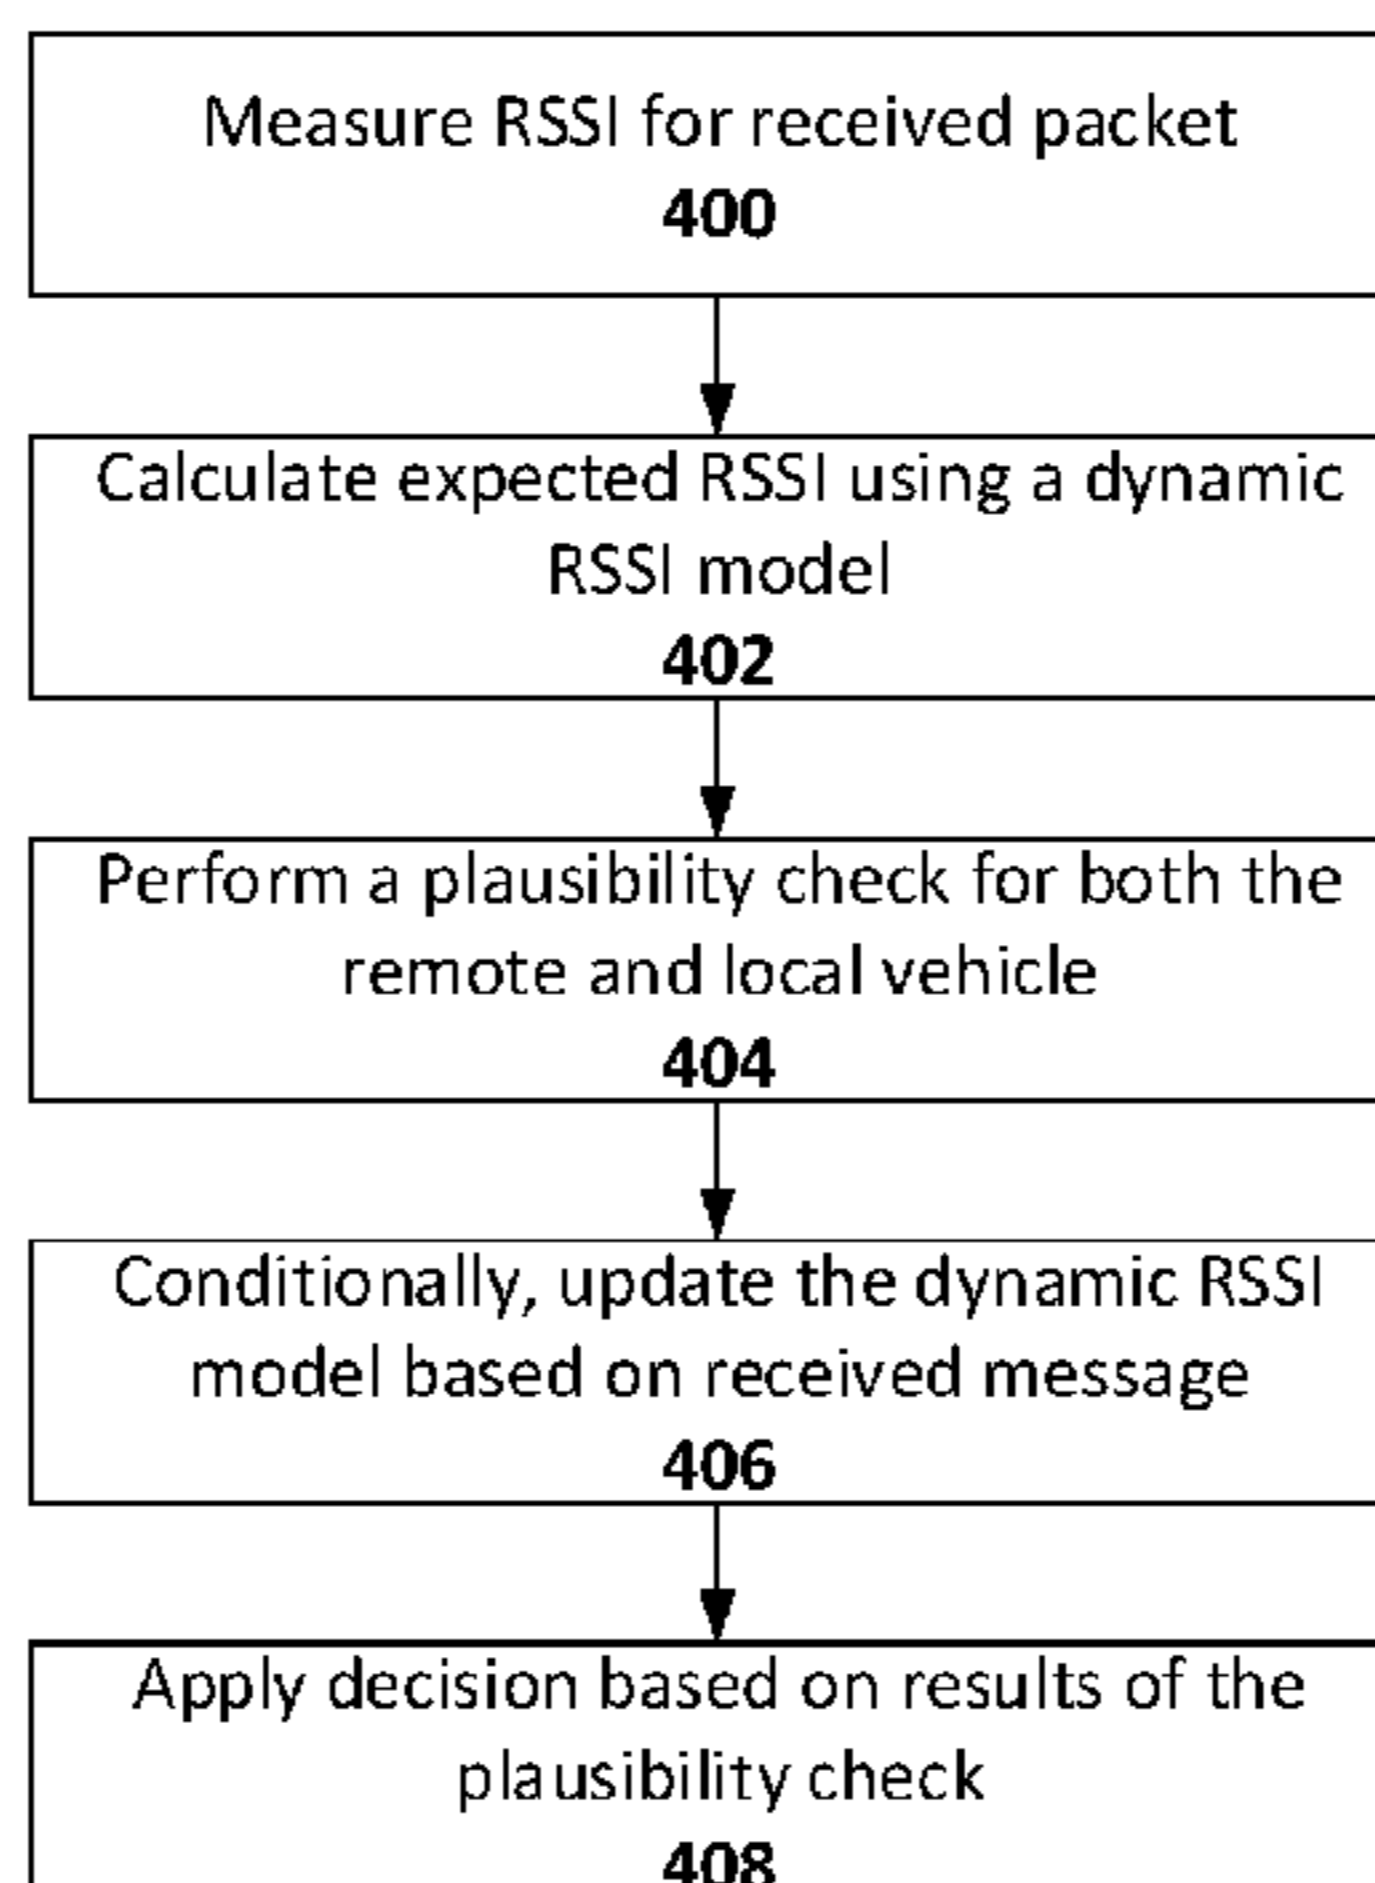 Measure RSSI for received packet
400
Calculate expected RSSI using a dynamic
RSSI model
402
Perform a plausibility check for both the
remote and local vehicle
404
Conditionally, update the dynamic RSSI
model based on received message
406
Apply decision based on results of the
plausibility check
408